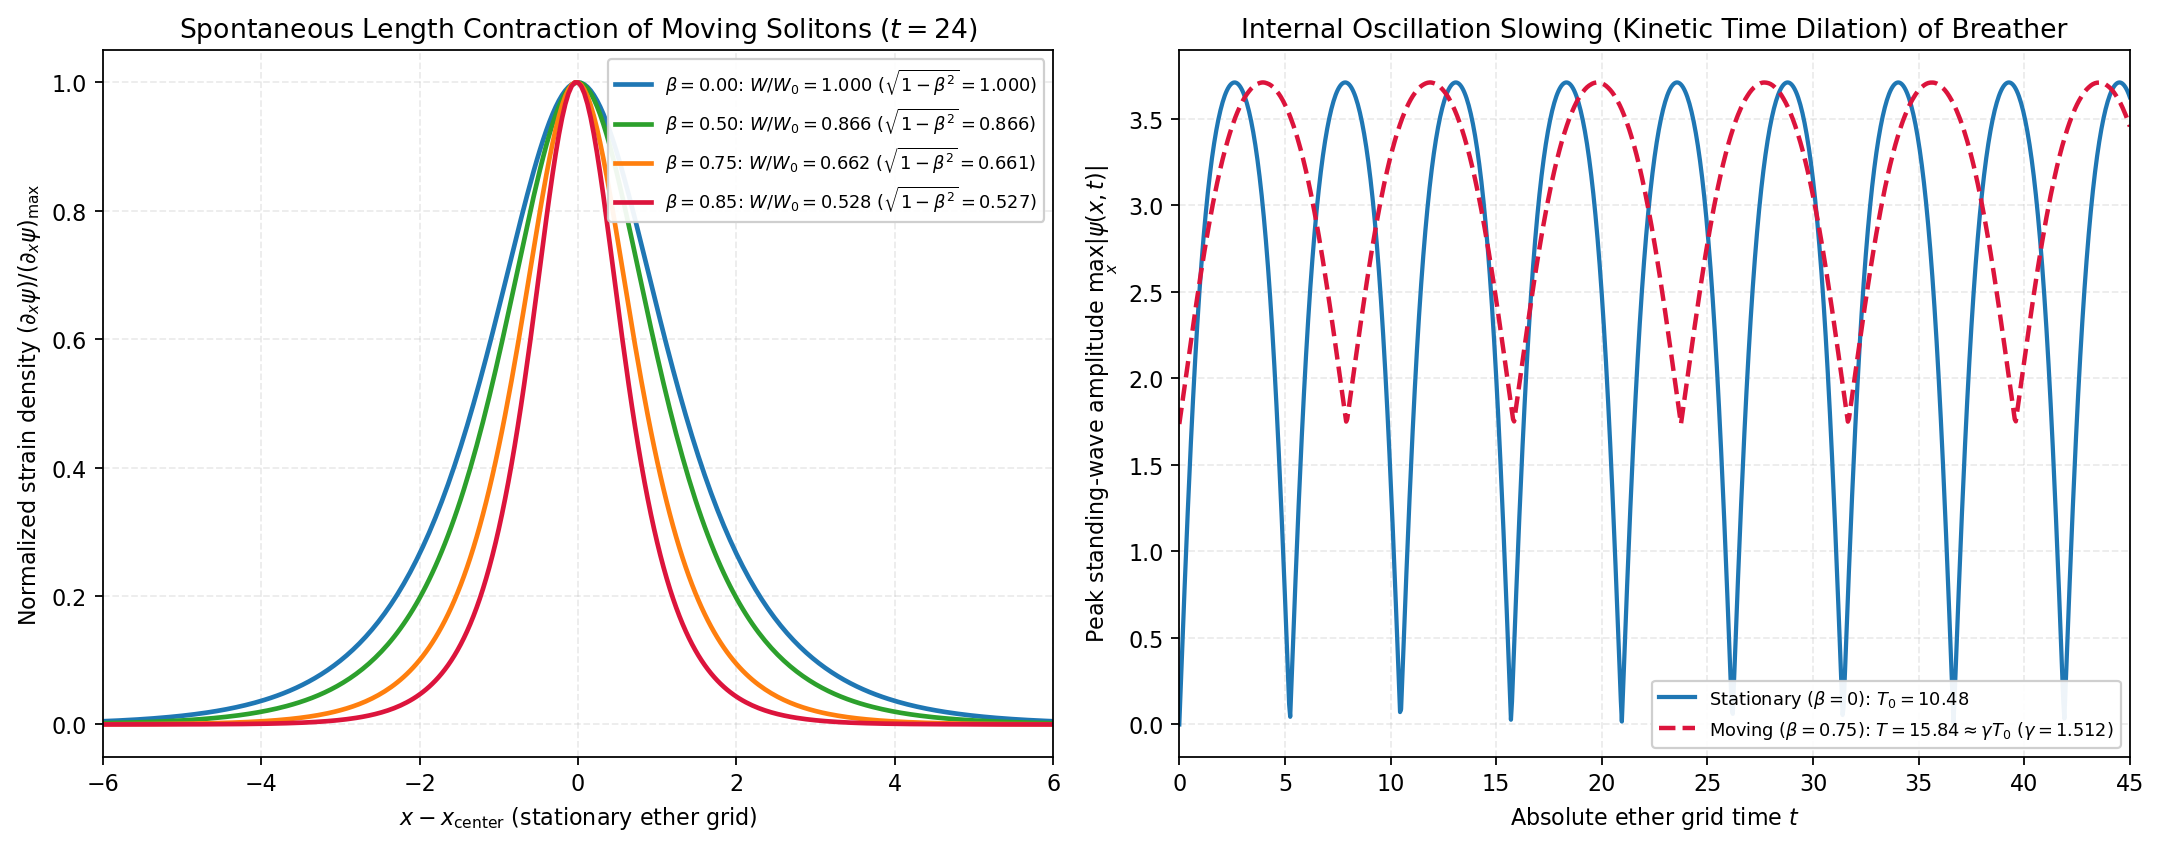 Spontaneous Length Contraction of Moving Solitons (t = 24)
Normalized strain density (∂ₓψ)/(∂ₓψ)max
1.0
0.8
0.6
0.4
0.2
0.0
β = 0.00: W/W₀ = 1.000 (√1 − β² = 1.000)
β = 0.50: W/W₀ = 0.866 (√1 − β² = 0.866)
β = 0.75: W/W₀ = 0.662 (√1 − β² = 0.661)
β = 0.85: W/W₀ = 0.528 (√1 − β² = 0.527)
−6 −4 −2 0 2 4 6
x − xcenter (stationary ether grid)
Internal Oscillation Slowing (Kinetic Time Dilation) of Breather
Peak standing-wave amplitude maxₓ|ψ(x, t)|
3.5
3.0
2.5
2.0
1.5
1.0
0.5
0.0
Stationary (β = 0): T₀ = 10.48
Moving (β = 0.75): T = 15.84 ≈ γT₀ (γ = 1.512)
0 5 10 15 20 25 30 35 40 45
Absolute ether grid time t